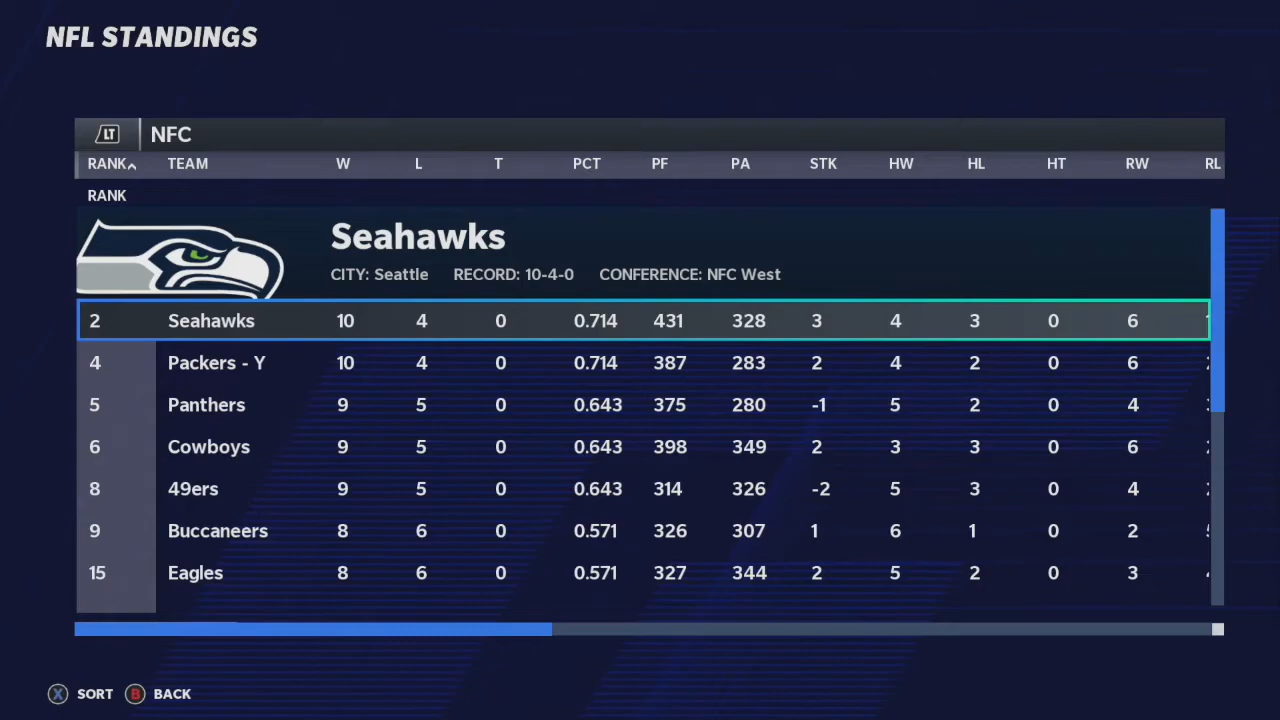 NFL STANDINGS
LT NFC
RANK TEAM W L T PCT PF PA STK HW HL HT RW RL
RANK
Seahawks
CITY: Seattle RECORD: 10-4-0 CONFERENCE: NFC West
2 Seahawks 10 4 0 0.714 431 328 3 4 3 0 6
4 Packers - Y 10 4 0 0.714 387 283 2 4 2 0 6
5 Panthers 9 5 0 0.643 375 280 -1 5 2 0 4
6 Cowboys 9 5 0 0.643 398 349 2 3 3 0 6
8 49ers 9 5 0 0.643 314 326 -2 5 3 0 4
9 Buccaneers 8 6 0 0.571 326 307 1 6 1 0 2
15 Eagles 8 6 0 0.571 327 344 2 5 2 0 3
X SORT B BACK